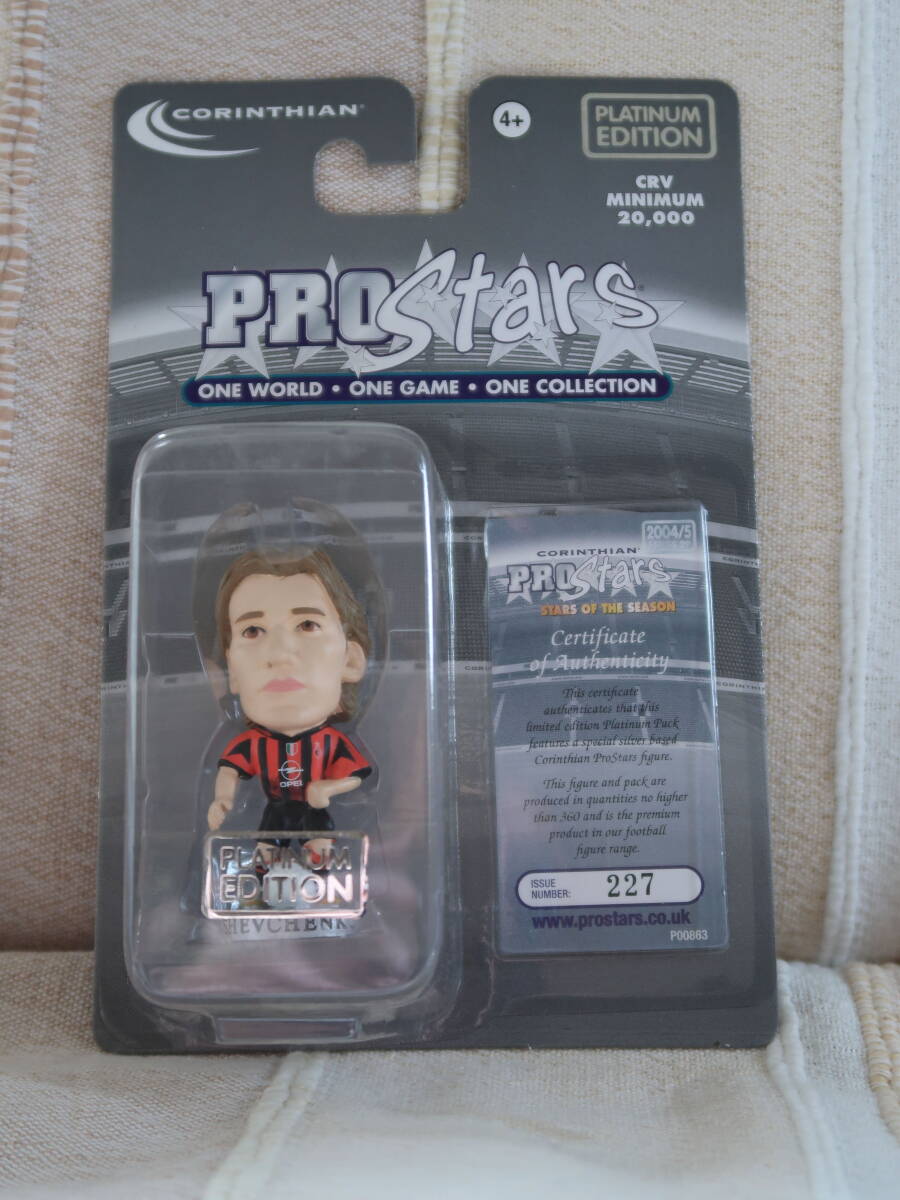 CORINTHIAN
4+
PLATINUM
EDITION
CRV
MINIMUM
20,000
PROStars
ONE WORLD • ONE GAME • ONE COLLECTION
2004/5
CORINTHIAN
PROStars
STARS OF THE SEASON
Certificate
of Authenticity
This certificate
authenticates that this
limited edition Platinum Pack
features a special silver based
Corinthian ProStars figure.
This figure and pack are
produced in quantities no higher
than 360 and is the premium
product in our football
figure range.
ISSUE
NUMBER: 227
www.prostars.co.uk
P00863
OPEL
PLATINUM
EDITION
HEVCHENK